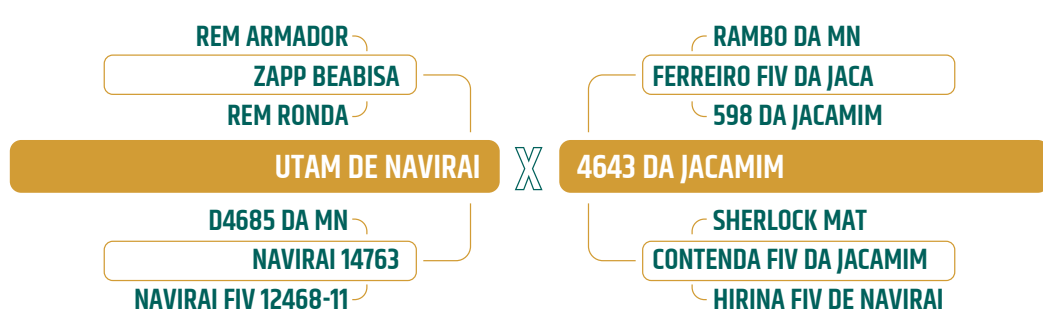 REM ARMADOR
ZAPP BEABISA
REM RONDA
UTAM DE NAVIRAI
D4685 DA MN
NAVIRAI 14763
NAVIRAI FIV 12468-11
X
RAMBO DA MN
FERREIRO FIV DA JACA
598 DA JACAMIM
4643 DA JACAMIM
SHERLOCK MAT
CONTENDA FIV DA JACAMIM
HIRINA FIV DE NAVIRAI